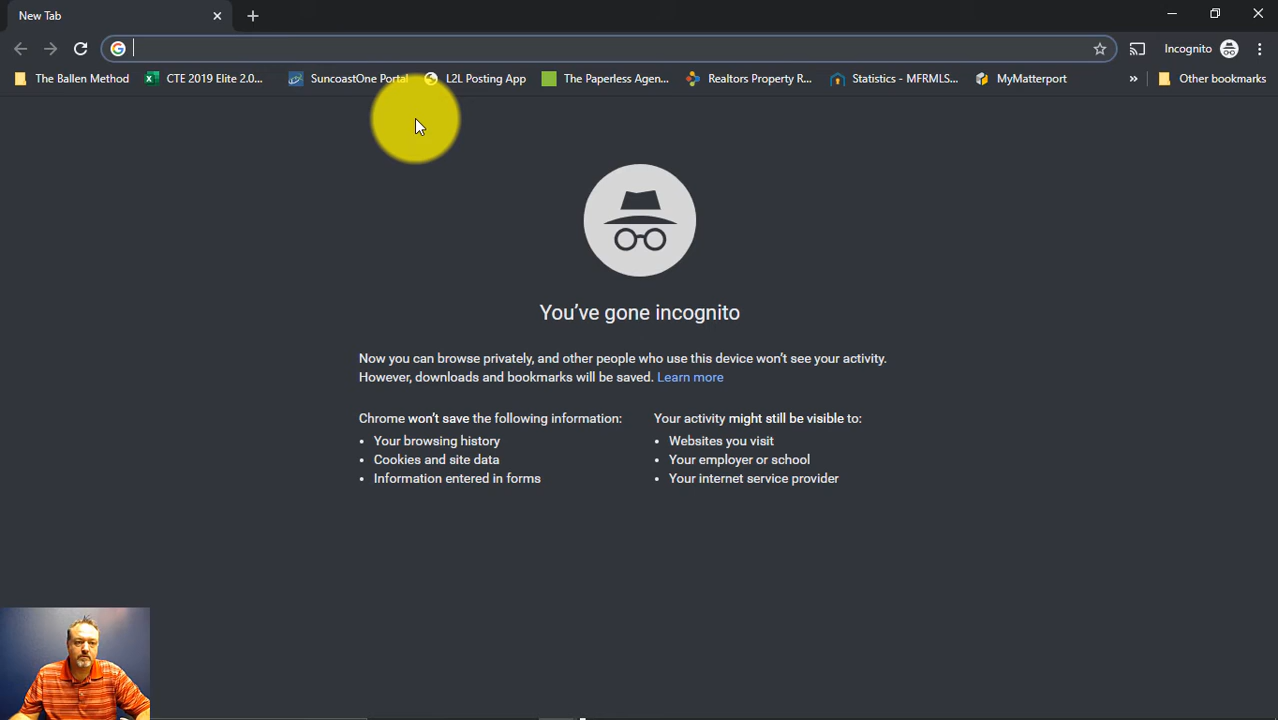 New Tab
Incognito
The Ballen Method
CTE 2019 Elite 2.0...
SuncoastOne Portal
L2L Posting App
The Paperless Agen...
Realtors Property R...
Statistics - MFRMLS...
MyMatterport
»
Other bookmarks
You've gone incognito
Now you can browse privately, and other people who use this device won't see your activity.
However, downloads and bookmarks will be saved. Learn more
Chrome won't save the following information:
• Your browsing history
• Cookies and site data
• Information entered in forms
Your activity might still be visible to:
• Websites you visit
• Your employer or school
• Your internet service provider